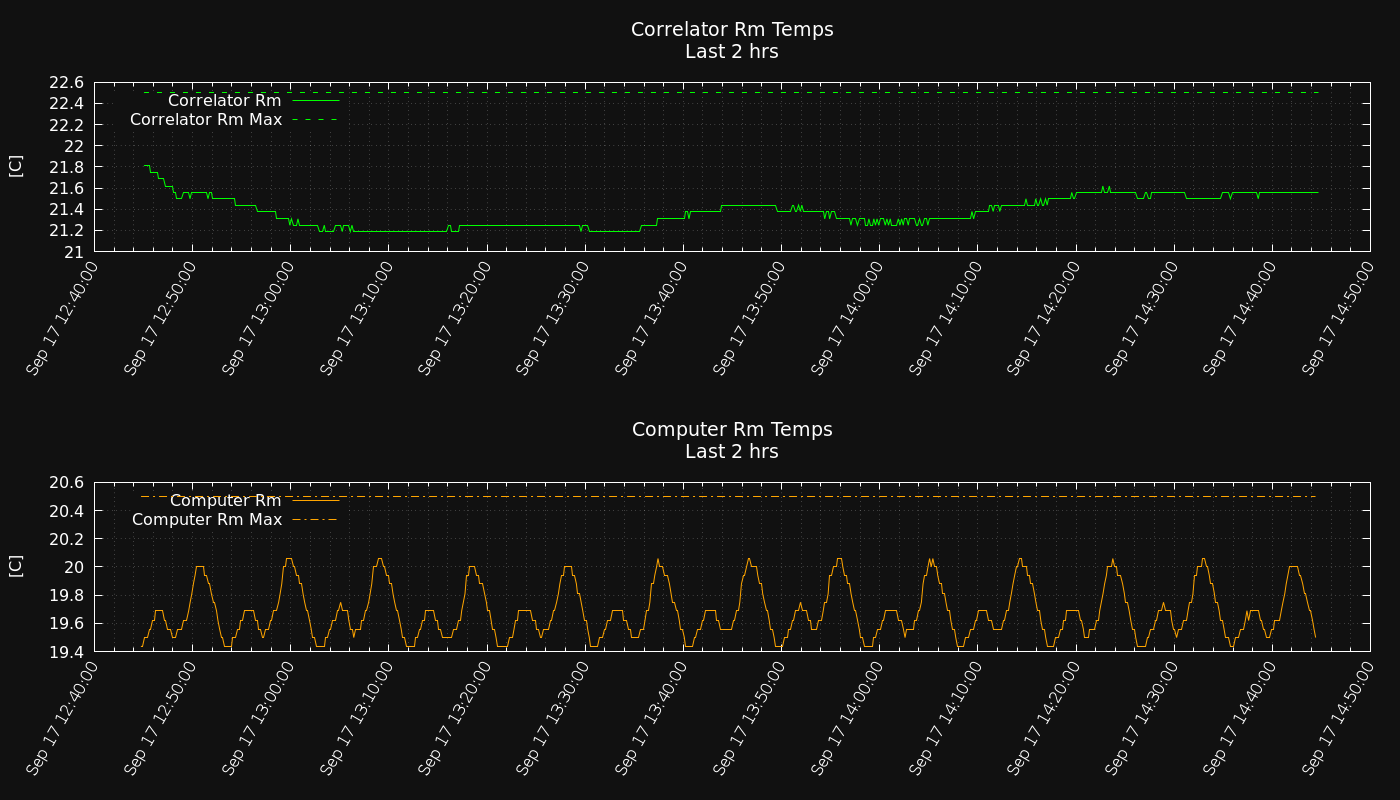 Correlator Rm Temps
Last 2 hrs
22.6
22.4
22.2
22
21.8
21.6
21.4
21.2
21
[C]
Correlator Rm
Correlator Rm Max
Sep 17 12:40:00
Sep 17 12:50:00
Sep 17 13:00:00
Sep 17 13:10:00
Sep 17 13:20:00
Sep 17 13:30:00
Sep 17 13:40:00
Sep 17 13:50:00
Sep 17 14:00:00
Sep 17 14:10:00
Sep 17 14:20:00
Sep 17 14:30:00
Sep 17 14:40:00
Sep 17 14:50:00
Computer Rm Temps
Last 2 hrs
20.6
20.4
20.2
20
19.8
19.6
19.4
[C]
Computer Rm
Computer Rm Max
Sep 17 12:40:00
Sep 17 12:50:00
Sep 17 13:00:00
Sep 17 13:10:00
Sep 17 13:20:00
Sep 17 13:30:00
Sep 17 13:40:00
Sep 17 13:50:00
Sep 17 14:00:00
Sep 17 14:10:00
Sep 17 14:20:00
Sep 17 14:30:00
Sep 17 14:40:00
Sep 17 14:50:00